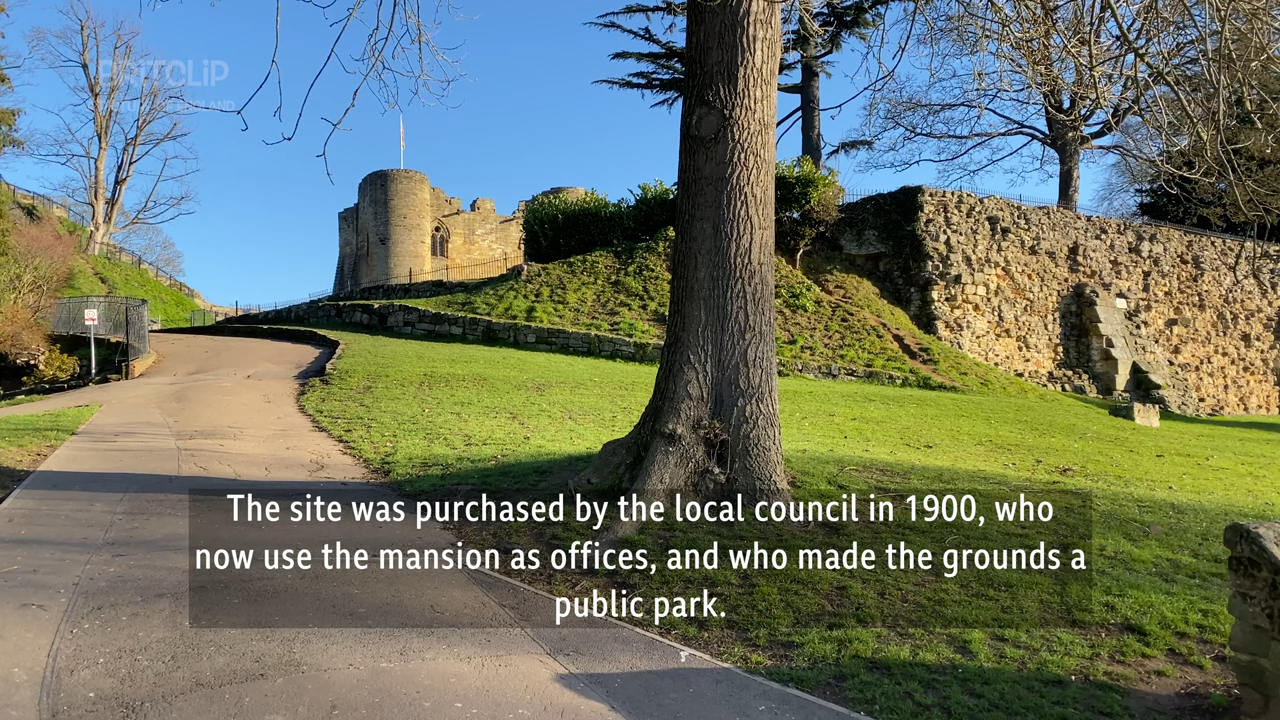 BRITCLIP
The site was purchased by the local council in 1900, who
now use the mansion as offices, and who made the grounds a
public park.